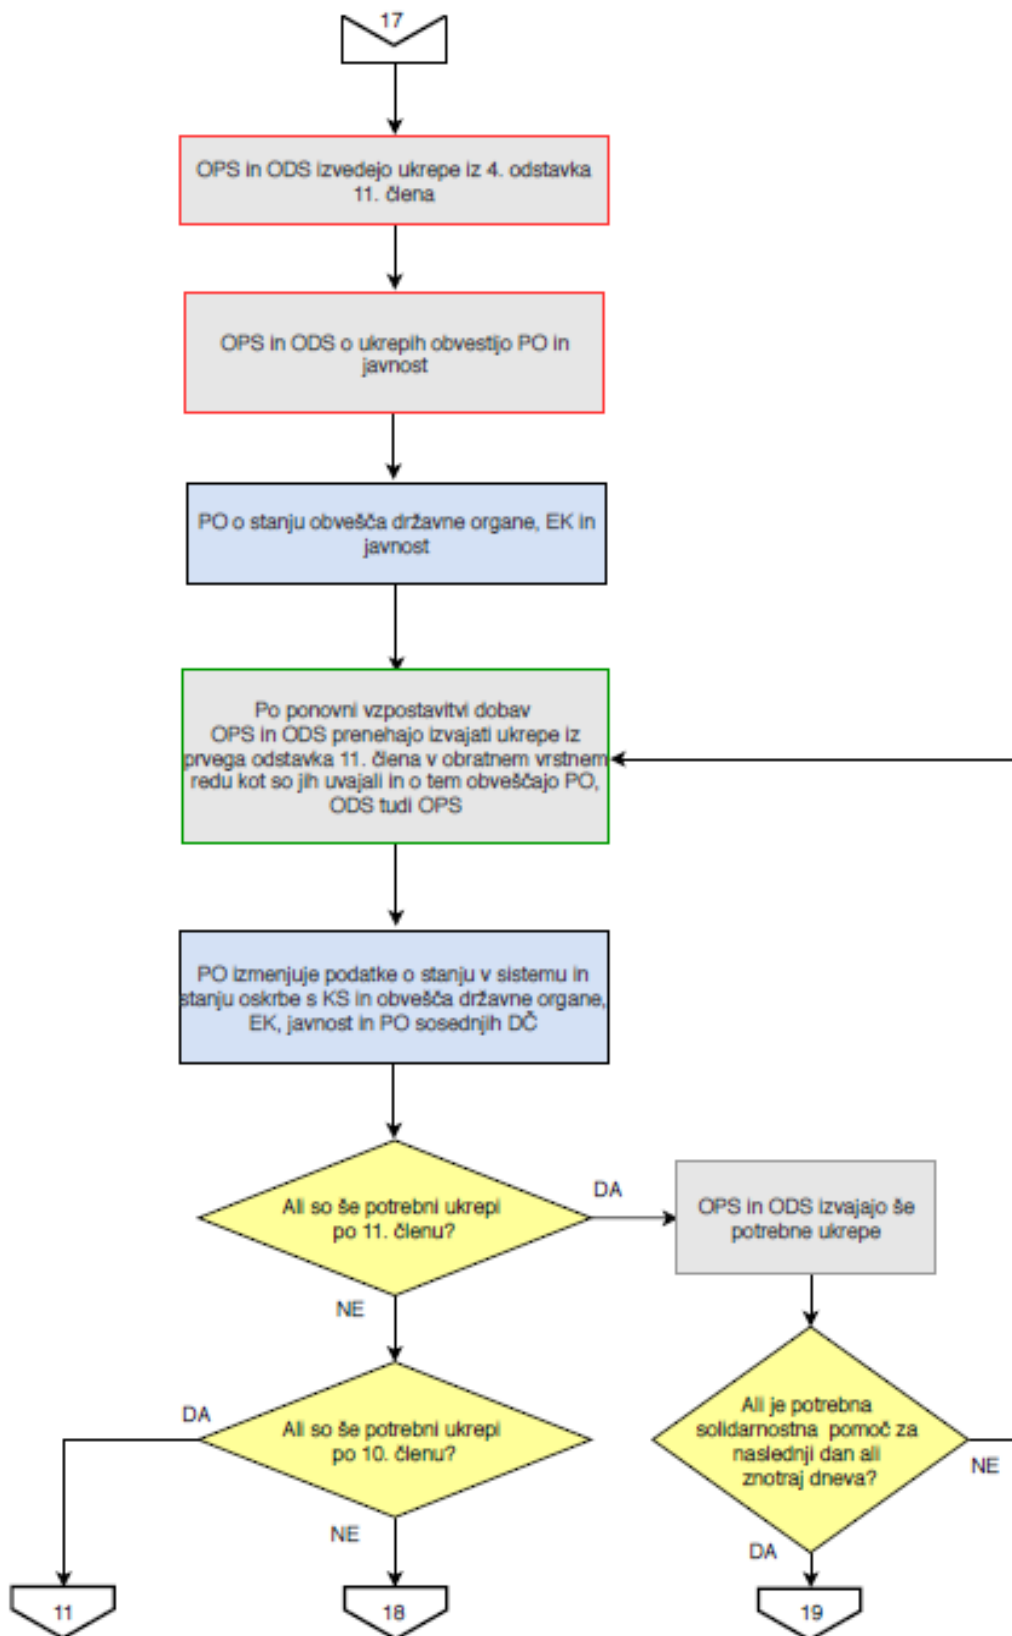 17
OPS in ODS izvedejo ukrepe iz 4. odstavka
11. člena
OPS in ODS o ukrepih obvestijo PO in
javnost
PO o stanju obvešča državne organe, EK in
javnost
Po ponovni vzpostavitvi dobav
OPS in ODS prenehajo izvajati ukrepe iz
prvega odstavka 11. člena v obratnem vrstnem
redu kot so jih uvajali in o tem obveščajo PO,
ODS tudi OPS
PO izmenjuje podatke o stanju v sistemu in
stanju oskrbe s KS in obvešča državne organe,
EK, javnost in PO sosednjih DČ
Ali so še potrebni ukrepi
po 11. členu?
DA
OPS in ODS izvajajo še
potrebne ukrepe
NE
Ali so še potrebni ukrepi
po 10. členu?
DA
NE
Ali je potrebna
solidarnostna pomoč za
naslednji dan ali
znotraj dneva?
NE
DA
11
18
19